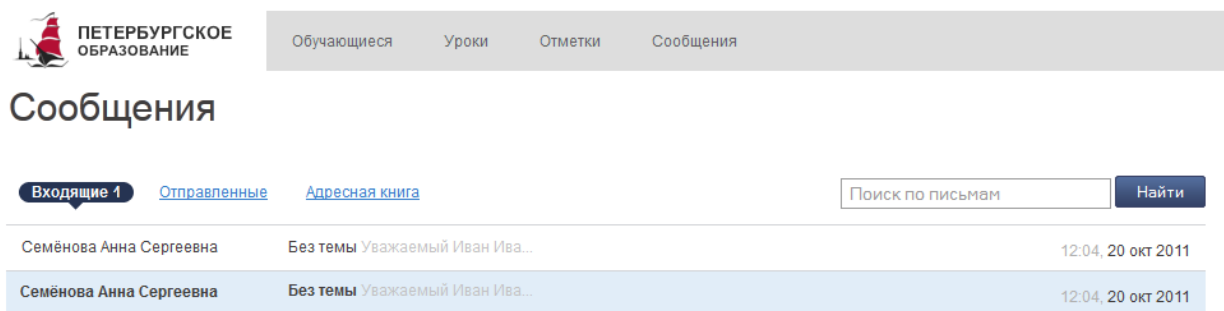 ПЕТЕРБУРГСКОЕ
ОБРАЗОВАНИЕ
Обучающиеся Уроки Отметки Сообщения
Сообщения
Входящие 1 Отправленные Адресная книга Поиск по письмам Найти
Семёнова Анна Сергеевна Без темы Уважаемый Иван Ива... 12:04, 20 окт 2011
Семёнова Анна Сергеевна Без темы Уважаемый Иван Ива... 12:04, 20 окт 2011